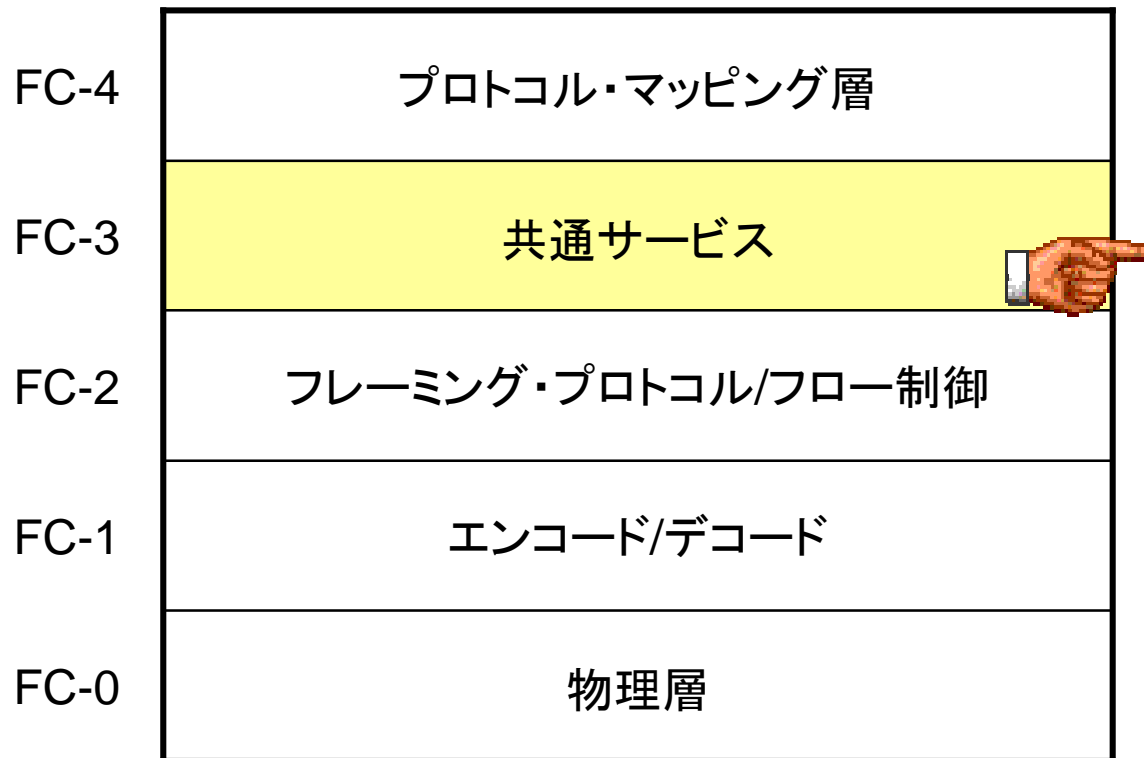 FC-4 プロトコル・マッピング層
FC-3 共通サービス
FC-2 フレーミング・プロトコル/フロー制御
FC-1 エンコード/デコード
FC-0 物理層